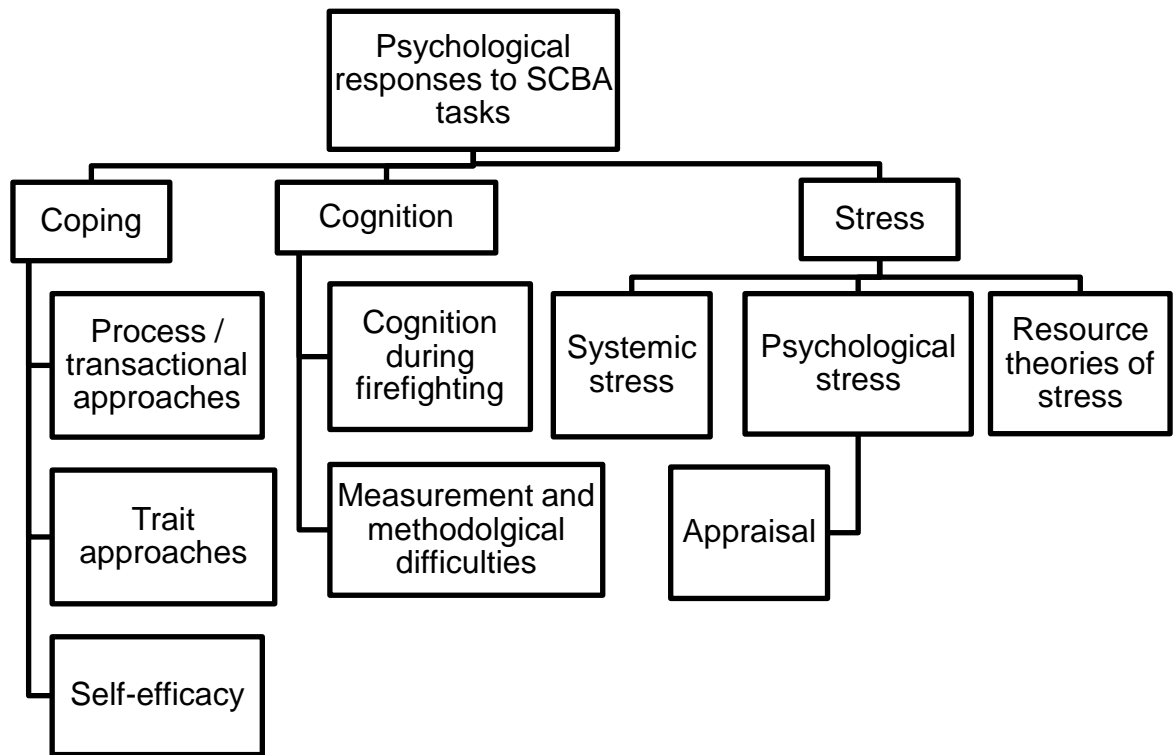 Psychological
responses to SCBA
tasks
Coping
Cognition
Stress
Process /
transactional
approaches
Cognition
during
firefighting
Systemic
stress
Psychological
stress
Resource
theories of
stress
Trait
approaches
Measurement and
methodolgical
difficulties
Appraisal
Self-efficacy